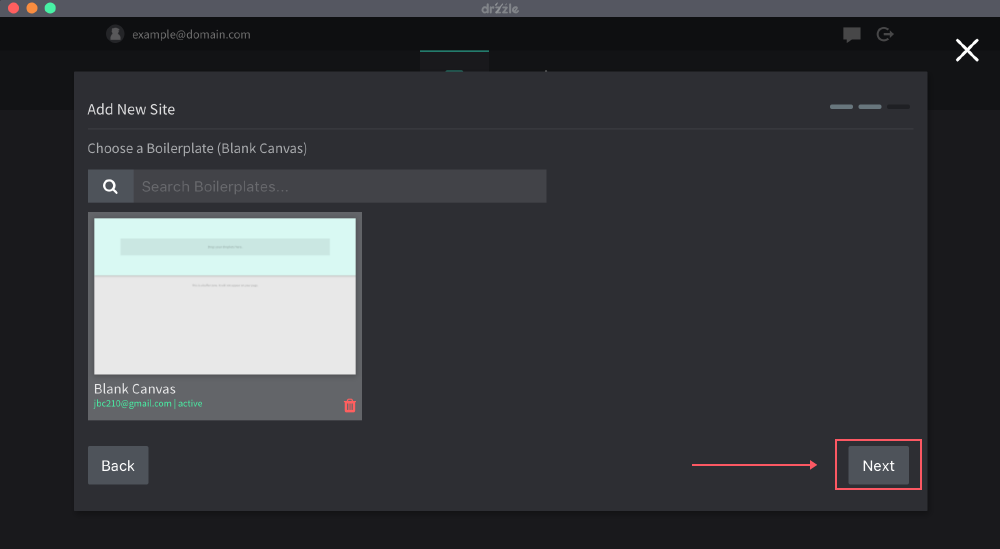 drizzle
example@domain.com
Add New Site
Choose a Boilerplate (Blank Canvas)
Search Boilerplates...
Blank Canvas
jbc210@gmail.com | active
Back
Next